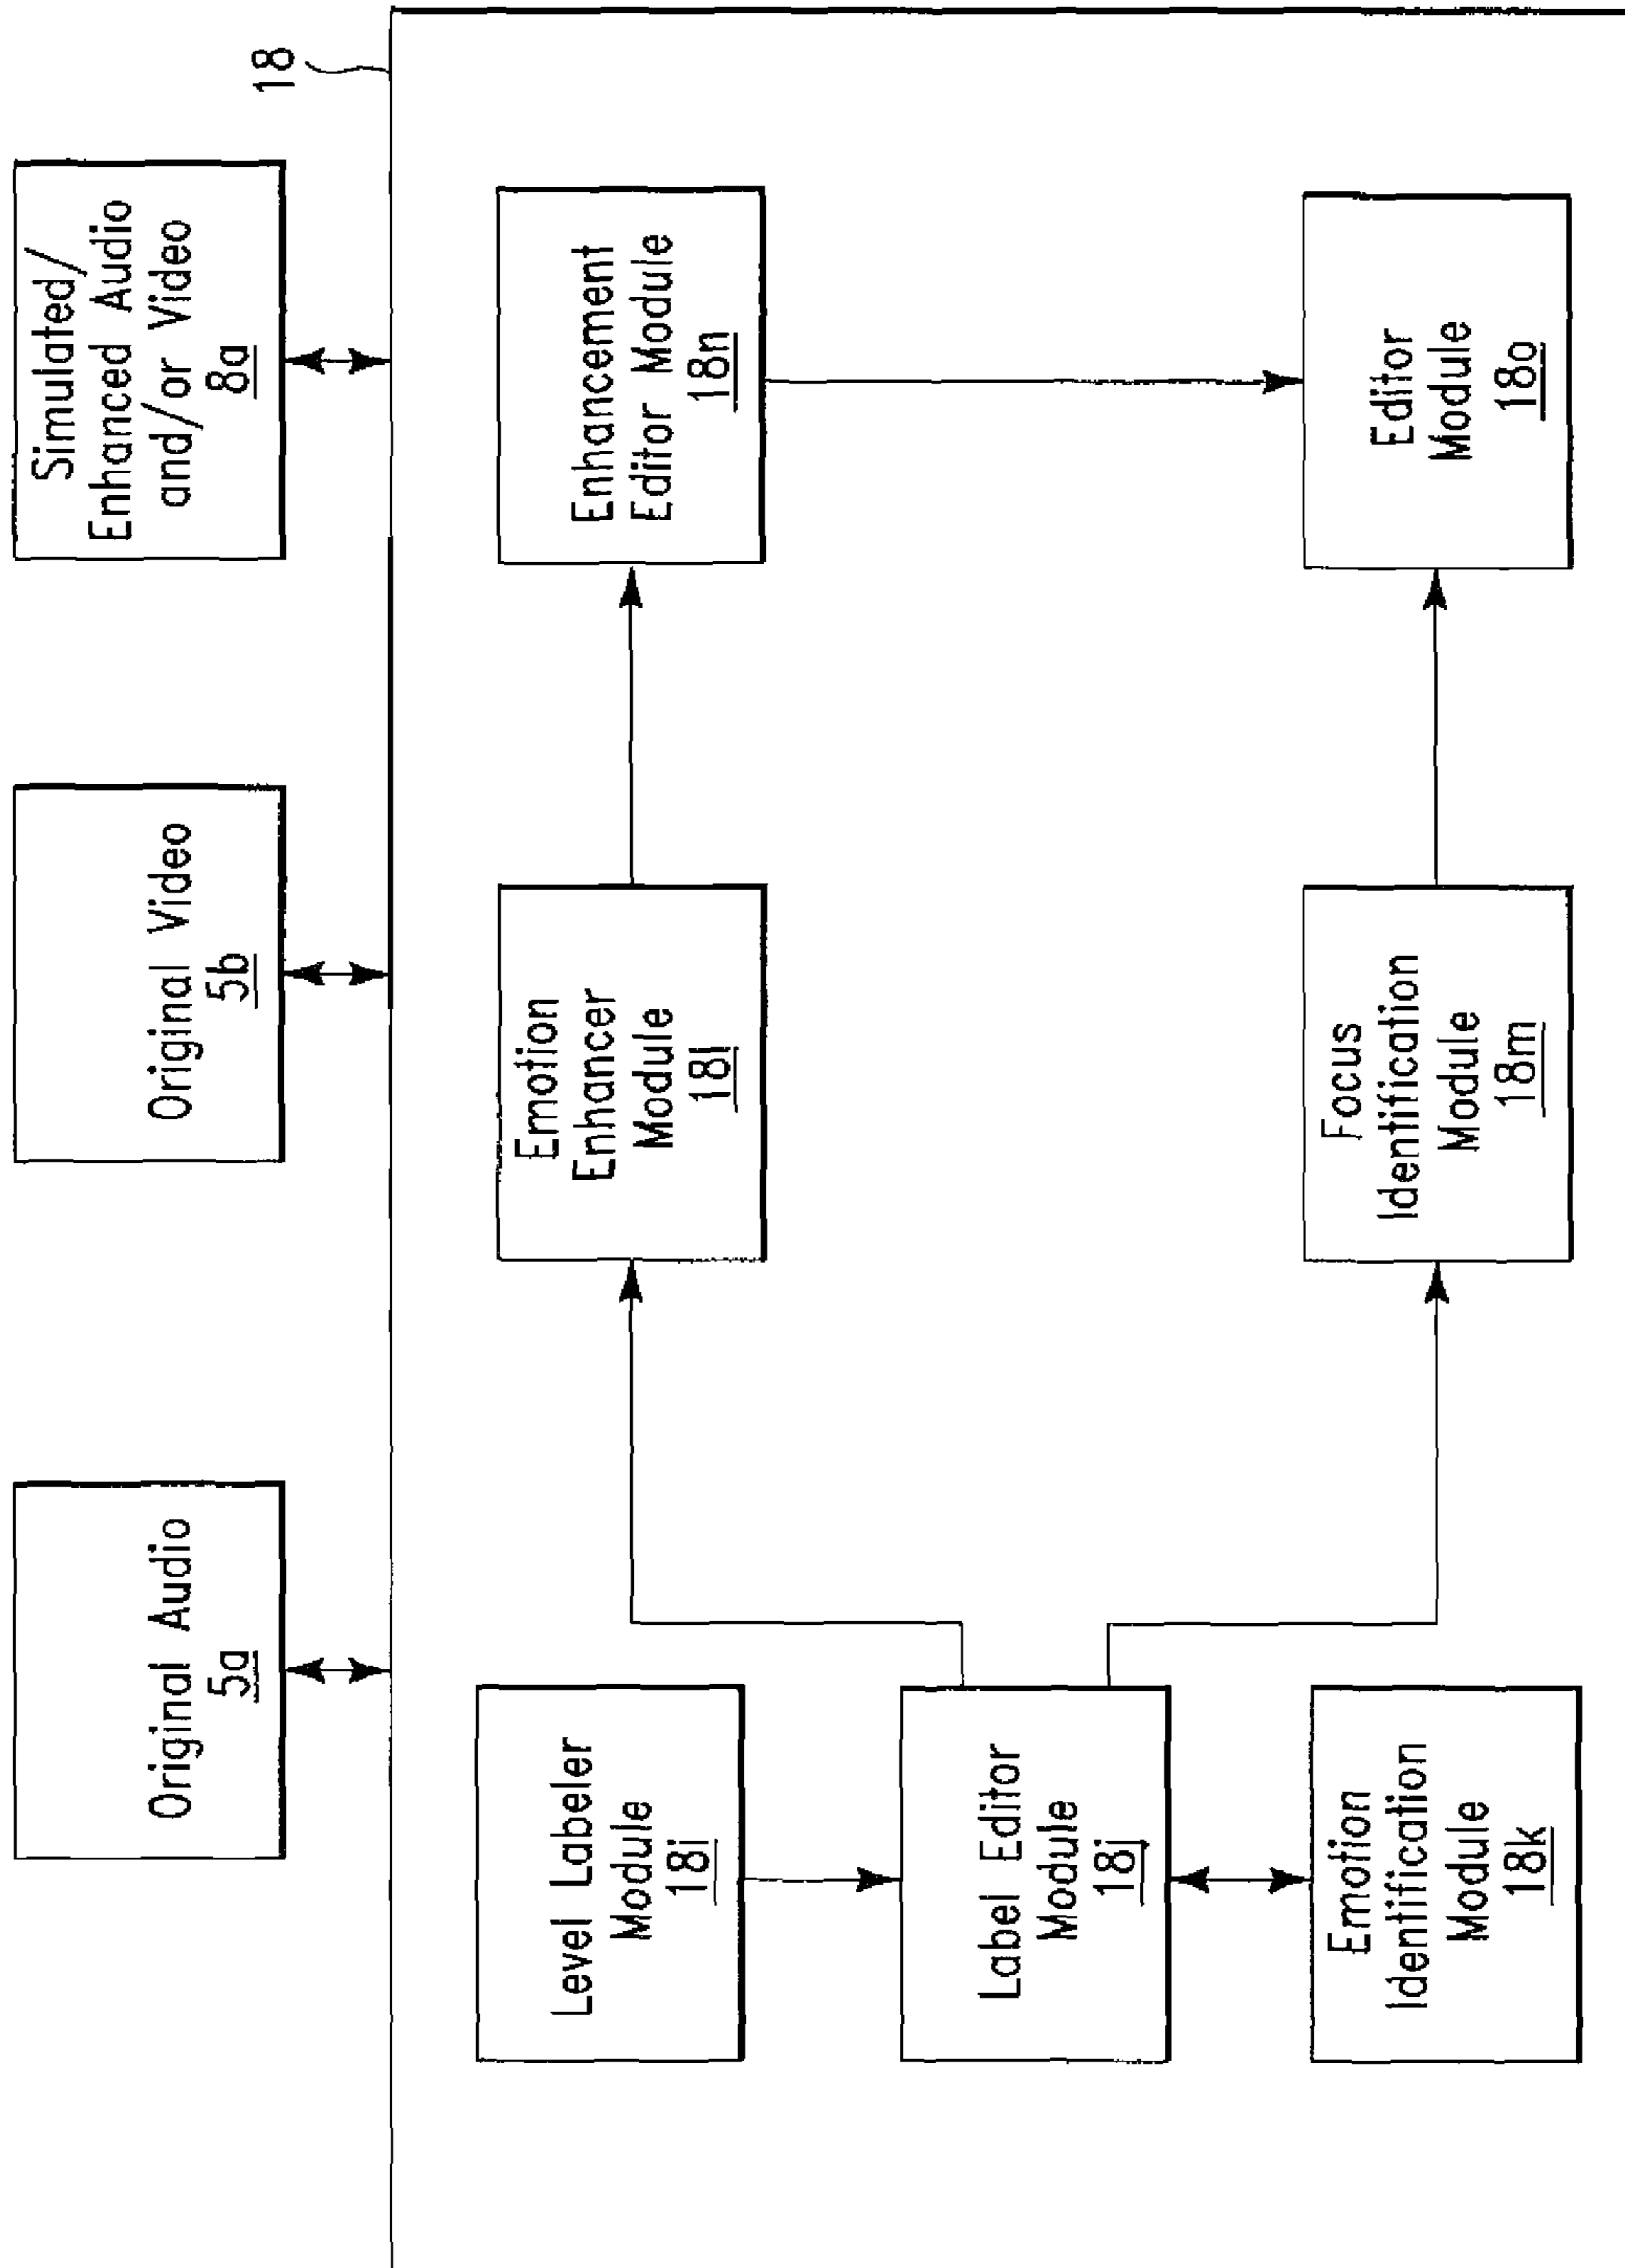 Original Audio
5a
Original Video
5b
Simulated/
Enhanced Audio
and/or Video
8a
18
Level Labeler
Module
18i
Label Editor
Module
18j
Emotion
Identification
Module
18k
Emotion
Enhancer
Module
18l
Focus
Identification
Module
18m
Enhancement
Editor Module
18n
Editor
Module
18o